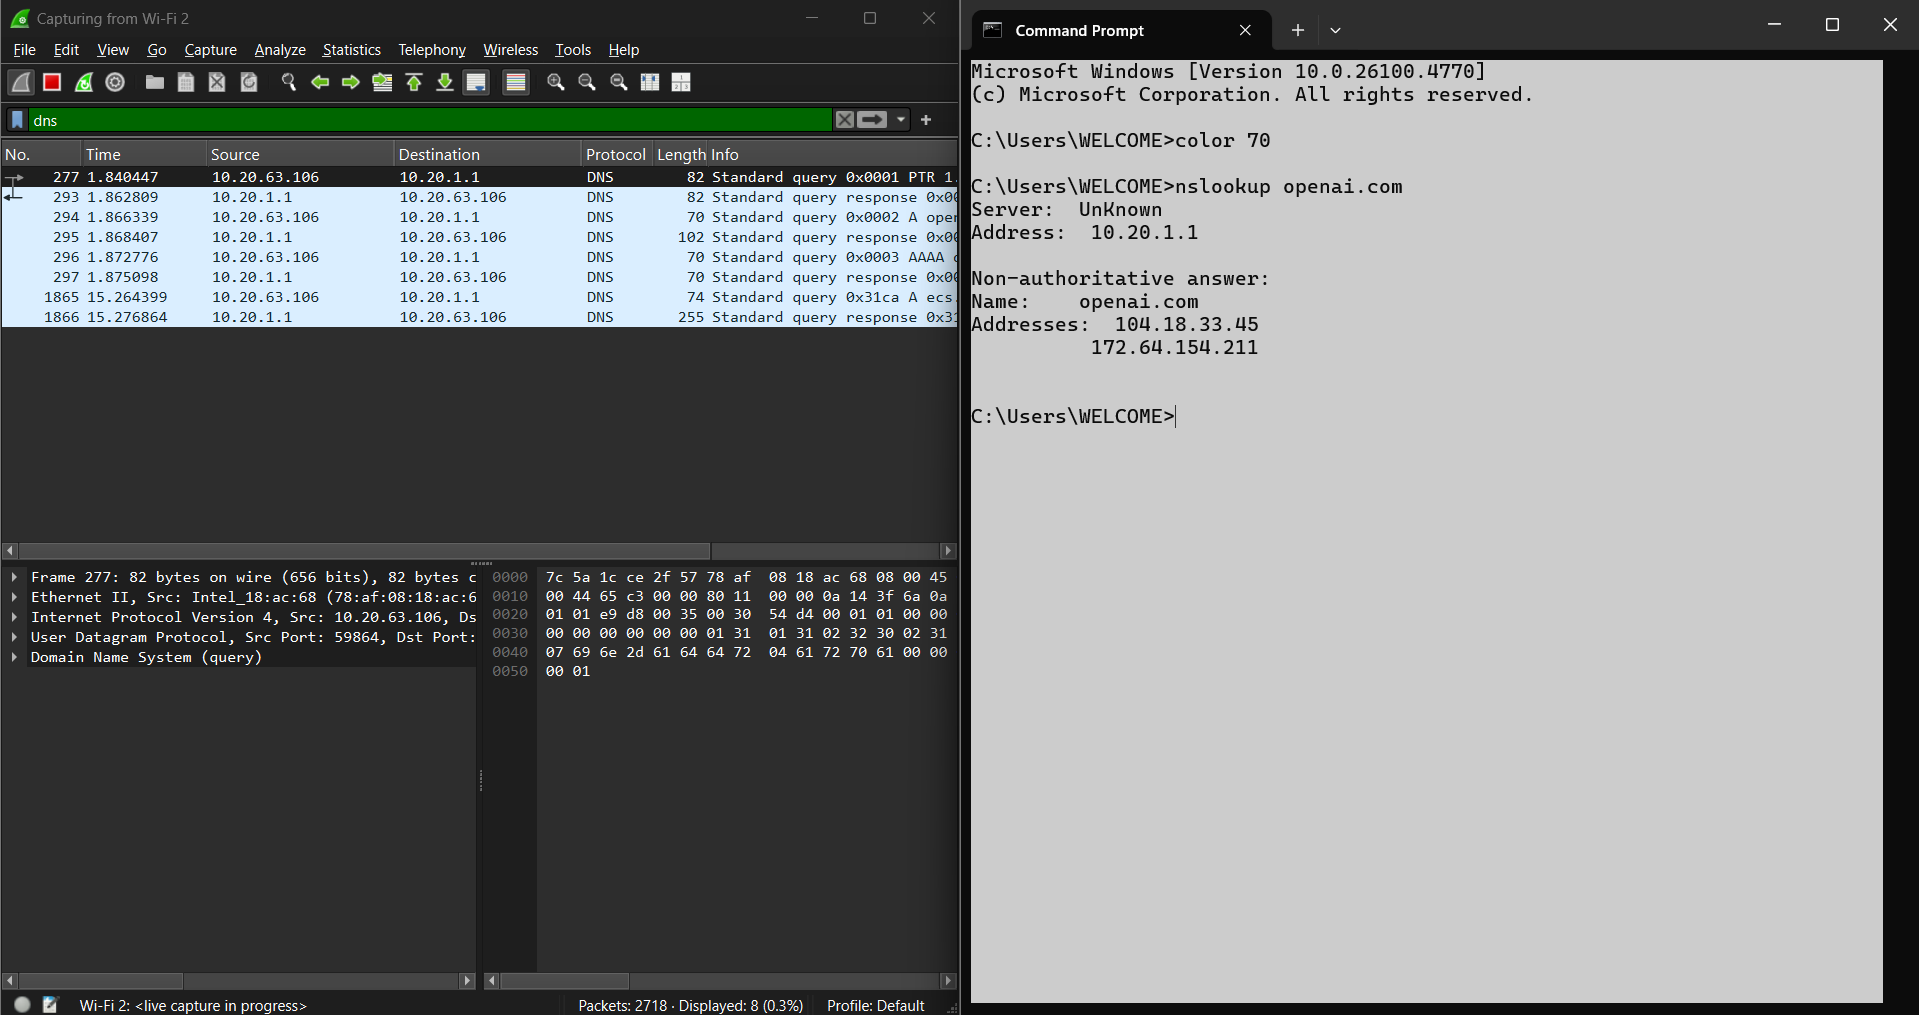 Capturing from Wi-Fi 2
File Edit View Go Capture Analyze Statistics Telephony Wireless Tools Help
dns
No. Time Source Destination Protocol Length Info
277 1.840447 10.20.63.106 10.20.1.1 DNS 82 Standard query 0x0001 PTR 1.
293 1.862809 10.20.1.1 10.20.63.106 DNS 82 Standard query response 0x00
294 1.866339 10.20.63.106 10.20.1.1 DNS 70 Standard query 0x0002 A oper
295 1.868407 10.20.1.1 10.20.63.106 DNS 102 Standard query response 0x00
296 1.872776 10.20.63.106 10.20.1.1 DNS 70 Standard query 0x0003 AAAA
297 1.875098 10.20.1.1 10.20.63.106 DNS 70 Standard query response 0x00
1865 15.264399 10.20.63.106 10.20.1.1 DNS 74 Standard query 0x31ca A ecs.
1866 15.276864 10.20.1.1 10.20.63.106 DNS 255 Standard query response 0x31
Frame 277: 82 bytes on wire (656 bits), 82 bytes c
Ethernet II, Src: Intel_18:ac:68 (78:af:08:18:ac:6
Internet Protocol Version 4, Src: 10.20.63.106, Ds
User Datagram Protocol, Src Port: 59864, Dst Port:
Domain Name System (query)
0000 7c 5a 1c ce 2f 57 78 af 08 18 ac 68 08 00 45
0010 00 44 65 c3 00 00 80 11 00 00 0a 14 3f 6a 0a
0020 01 01 e9 d8 00 35 00 30 54 d4 00 01 01 00 00
0030 00 00 00 00 00 00 01 31 01 31 02 32 30 02 31
0040 07 69 6e 2d 61 64 64 72 04 61 72 70 61 00 00
0050 00 01
Wi-Fi 2: <live capture in progress> Packets: 2718 · Displayed: 8 (0.3%) Profile: Default
Command Prompt
Microsoft Windows [Version 10.0.26100.4770]
(c) Microsoft Corporation. All rights reserved.
C:\Users\WELCOME>color 70
C:\Users\WELCOME>nslookup openai.com
Server: UnKnown
Address: 10.20.1.1
Non-authoritative answer:
Name: openai.com
Addresses: 104.18.33.45
172.64.154.211
C:\Users\WELCOME>